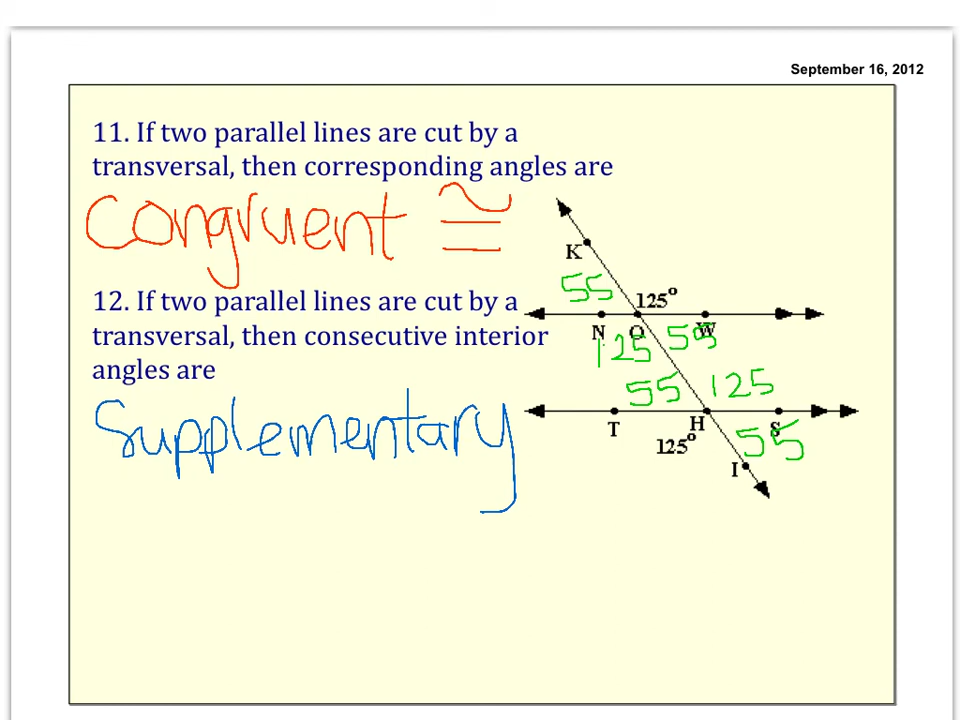 September 16, 2012
11. If two parallel lines are cut by a
transversal, then corresponding angles are
congruent ≅
12. If two parallel lines are cut by a
transversal, then consecutive interior
angles are
supplementary
K
55 125°
N O W
125 55
55 125
T H S
125° 55
I